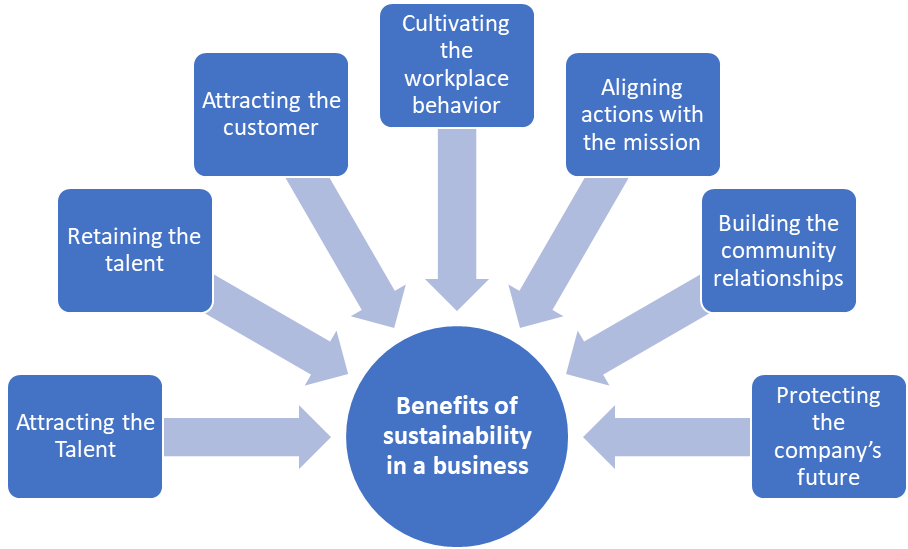 Cultivating
the
workplace
behavior
Attracting the
customer
Aligning
actions with
the mission
Retaining the
talent
Building the
community
relationships
Attracting the
Talent
Benefits of
sustainability
in a business
Protecting
the
company’s
future